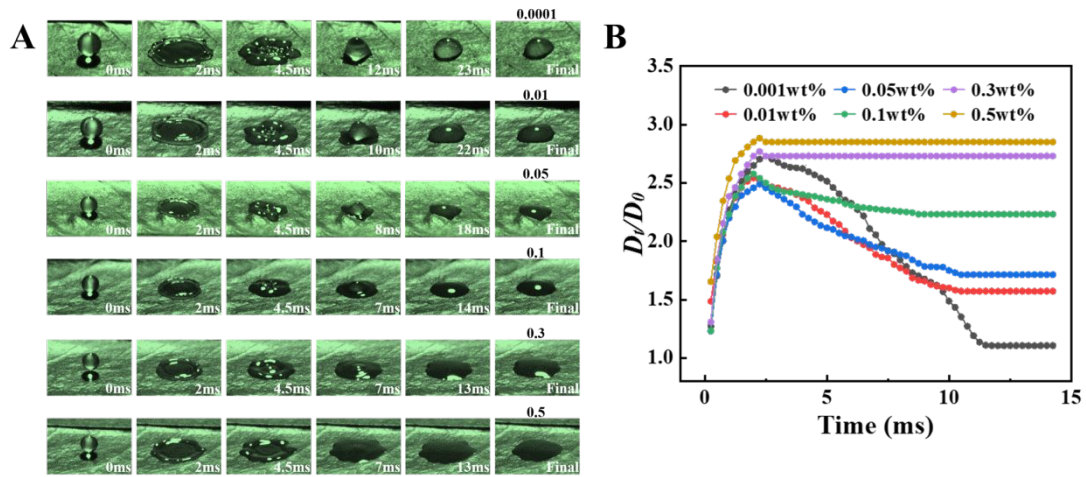 A
0.0001
0ms 2ms 4.5ms 12ms 23ms Final
0.01
0ms 2ms 4.5ms 10ms 22ms Final
0.05
0ms 2ms 4.5ms 8ms 18ms Final
0.1
0ms 2ms 4.5ms 7ms 14ms Final
0.3
0ms 2ms 4.5ms 7ms 13ms Final
0.5
0ms 2ms 4.5ms 7ms 13ms Final
B
3.5
3.0
2.5
2.0
1.5
1.0
Dt/D0
0.001wt% 0.05wt% 0.3wt%
0.01wt% 0.1wt% 0.5wt%
0 5 10 15
Time (ms)